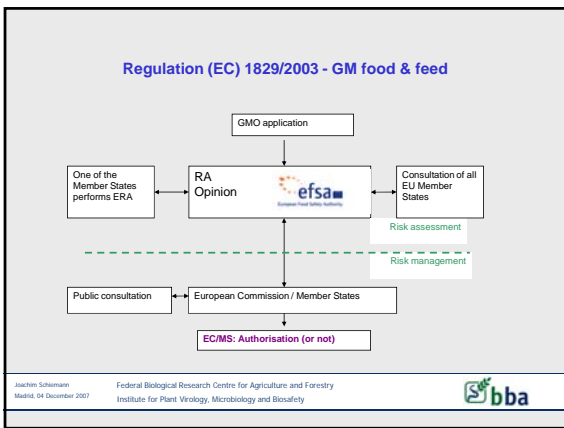 Regulation (EC) 1829/2003 - GM food & feed
GMO application
One of the
Member States
performs ERA
RA
Opinion
efsa
European Food Safety Authority
Consultation of all
EU Member
States
Risk assessment
Risk management
Public consultation
European Commission / Member States
EC/MS: Authorisation (or not)
Joachim Schiemann
Madrid, 04 December 2007
Federal Biological Research Centre for Agriculture and Forestry
Institute for Plant Virology, Microbiology and Biosafety
bba